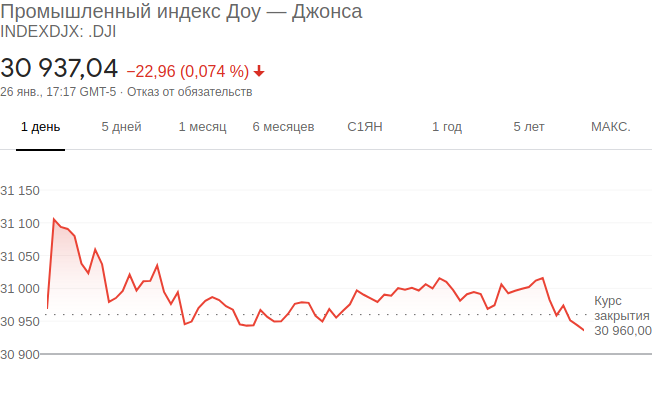 Промышленный индекс Доу — Джонса
INDEXDJX: .DJI
30 937,04 −22,96 (0,074 %)
26 янв., 17:17 GMT-5 · Отказ от обязательств
1 день 5 дней 1 месяц 6 месяцев С1ЯН 1 год 5 лет МАКС.
31 150
31 100
31 050
31 000
30 950
30 900
Курс
закрытия
30 960,00